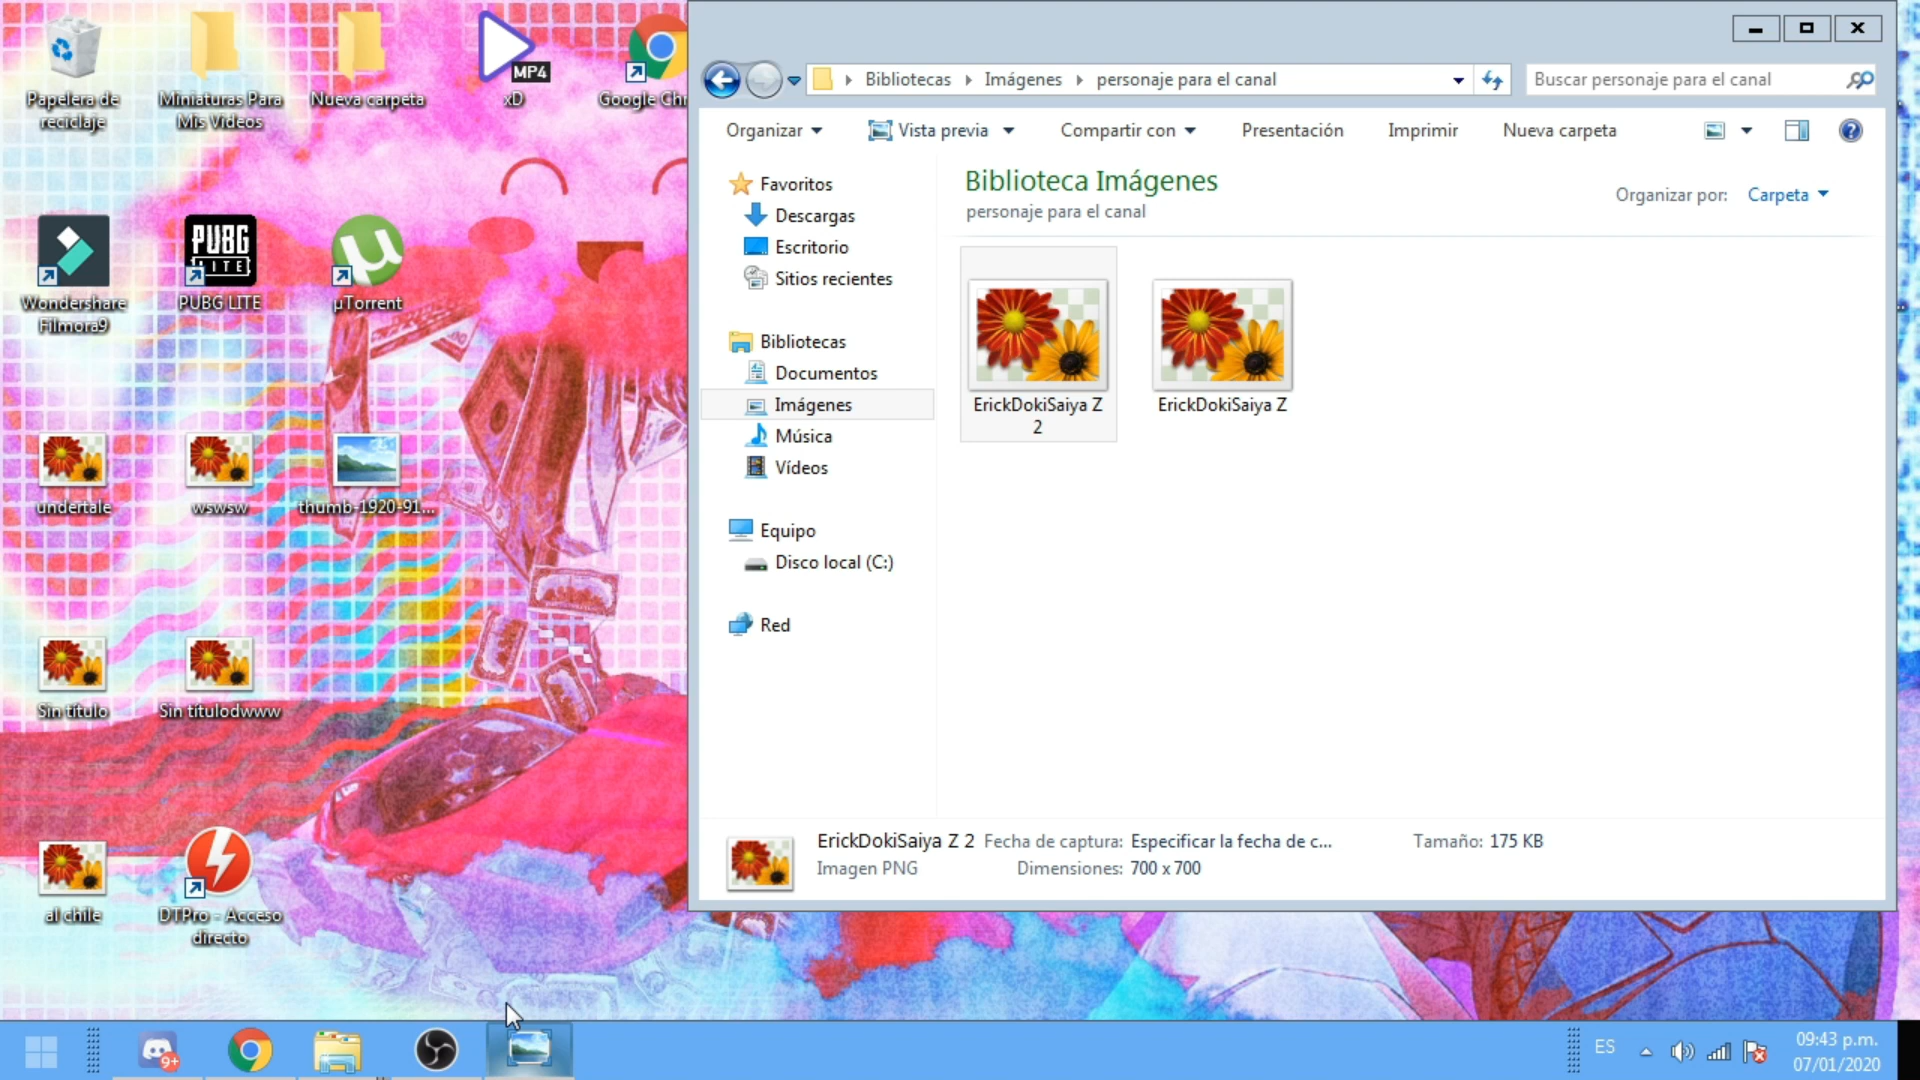 Papelera de
reciclaje
Miniaturas Para
Mis Videos
Nueva carpeta
MP4
xD
Google Chr
Wondershare
Filmora9
PUBG
LITE
PUBG LITE
µ
µTorrent
undertale
wswsw
thumb-1920-91...
Sin título
Sin títulodwww
al chile
DTPro - Acceso
directo
Bibliotecas
Imágenes
personaje para el canal
Buscar personaje para el canal
Organizar
Vista previa
Compartir con
Presentación
Imprimir
Nueva carpeta
?
Favoritos
Descargas
Escritorio
Sitios recientes
Bibliotecas
Documentos
Imágenes
Música
Vídeos
Equipo
Disco local (C:)
Red
Biblioteca Imágenes
personaje para el canal
Organizar por: Carpeta
ErickDokiSaiya Z
2
ErickDokiSaiya Z
ErickDokiSaiya Z 2 Fecha de captura: Especificar la fecha de c... Tamaño: 175 KB
Imagen PNG Dimensiones: 700 x 700
9+
ES
09:43 p.m.
07/01/2020